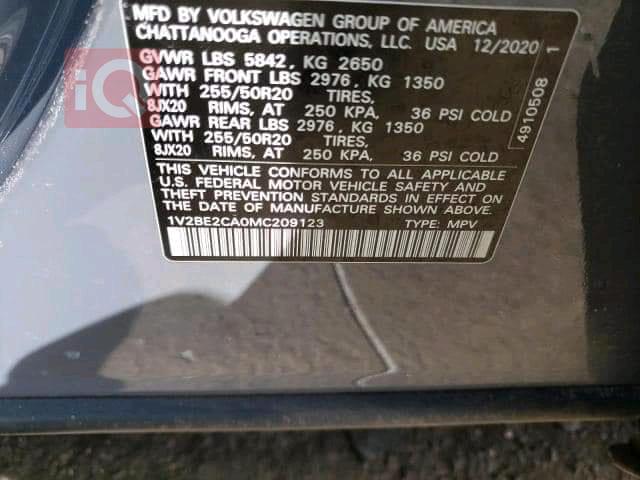 MFD BY VOLKSWAGEN GROUP OF AMERICA
CHATTANOOGA OPERATIONS, LLC. USA 12/2020
GVWR LBS 5842, KG 2650
GAWR FRONT LBS 2976, KG 1350
WITH 255/50R20 TIRES,
8JX20 RIMS, AT 250 KPA, 36 PSI COLD
GAWR REAR LBS 2976, KG 1350
WITH 255/50R20 TIRES,
8JX20 RIMS, AT 250 KPA, 36 PSI COLD
THIS VEHICLE CONFORMS TO ALL APPLICABLE
U.S. FEDERAL MOTOR VEHICLE SAFETY AND
THEFT PREVENTION STANDARDS IN EFFECT ON
THE DATE OF MANUFACTURE SHOWN ABOVE.
1V2BE2CA0MC209123 TYPE: MPV
4910508 1
iQ